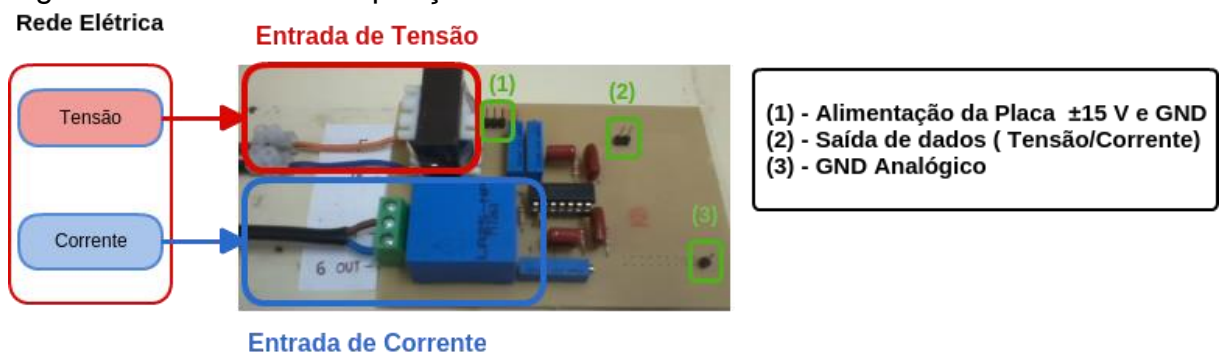 Rede Elétrica
Entrada de Tensão
Tensão
Corrente
(1)
(2)
(3)
6 OUT
(1) - Alimentação da Placa ±15 V e GND
(2) - Saída de dados ( Tensão/Corrente)
(3) - GND Analógico
Entrada de Corrente